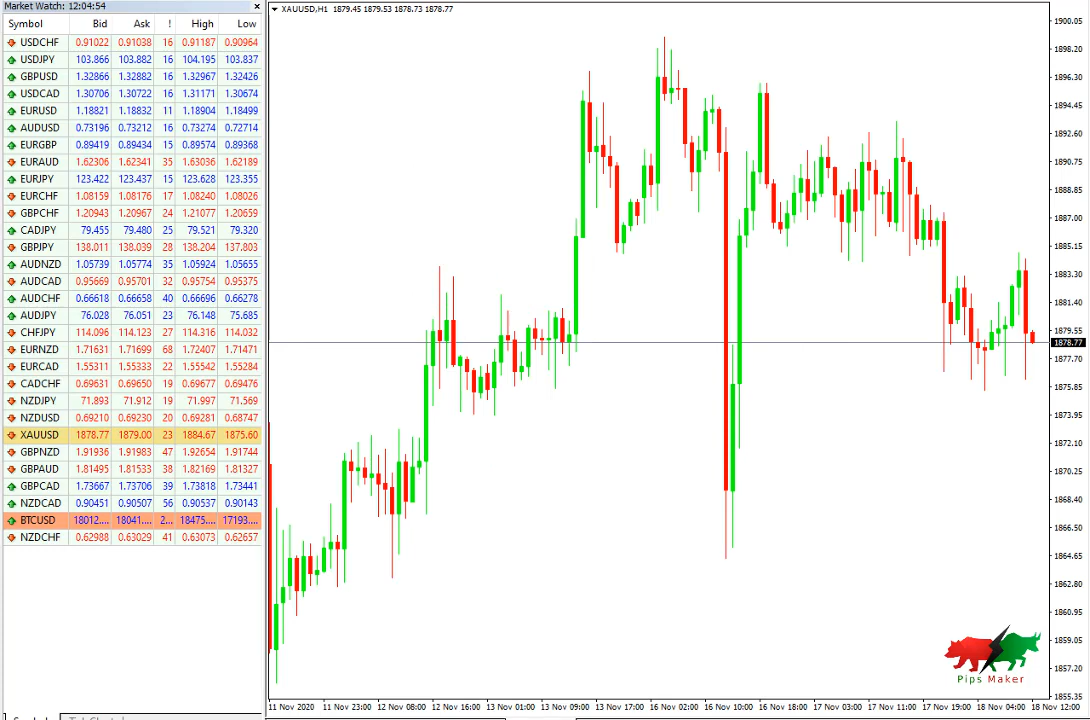 Market Watch: 12:04:54
Symbol Bid Ask ! High Low
USDCHF 0.91022 0.91038 16 0.91187 0.90964
USDJPY 103.866 103.882 16 104.195 103.837
GBPUSD 1.32866 1.32882 16 1.32967 1.32426
USDCAD 1.30706 1.30722 16 1.31171 1.30674
EURUSD 1.18821 1.18832 11 1.18904 1.18499
AUDUSD 0.73196 0.73212 16 0.73274 0.72714
EURGBP 0.89419 0.89434 15 0.89574 0.89368
EURAUD 1.62306 1.62341 35 1.63036 1.62189
EURJPY 123.422 123.437 15 123.628 123.355
EURCHF 1.08159 1.08176 17 1.08240 1.08026
GBPCHF 1.20943 1.20967 24 1.21077 1.20659
CADJPY 79.455 79.480 25 79.521 79.320
GBPJPY 138.011 138.039 28 138.204 137.803
AUDNZD 1.05739 1.05774 35 1.05924 1.05655
AUDCAD 0.95669 0.95701 32 0.95754 0.95375
AUDCHF 0.66618 0.66658 40 0.66696 0.66278
AUDJPY 76.028 76.051 23 76.148 75.685
CHFJPY 114.096 114.123 27 114.316 114.032
EURNZD 1.71631 1.71699 68 1.72407 1.71471
EURCAD 1.55311 1.55333 22 1.55542 1.55284
CADCHF 0.69631 0.69650 19 0.69677 0.69476
NZDJPY 71.893 71.912 19 71.997 71.569
NZDUSD 0.69210 0.69230 20 0.69281 0.68747
XAUUSD 1878.77 1879.00 23 1884.67 1875.60
GBPNZD 1.91936 1.91983 47 1.92654 1.91744
GBPAUD 1.81495 1.81533 38 1.82169 1.81327
GBPCAD 1.73667 1.73706 39 1.73818 1.73441
NZDCAD 0.90451 0.90507 56 0.90537 0.90143
BTCUSD 18012.... 18041.... 2... 18475.... 17193....
NZDCHF 0.62988 0.63029 41 0.63073 0.62657
XAUUSD,H1 1879.45 1879.53 1878.73 1878.77
1900.05
1898.20
1896.30
1894.45
1892.60
1890.75
1888.85
1887.00
1885.15
1883.30
1881.40
1879.55
1878.77
1877.70
1875.85
1873.95
1872.10
1870.25
1868.40
1866.50
1864.65
1862.80
1860.95
1859.05
1857.20
1855.35
Pips Maker
11 Nov 2020 11 Nov 23:00 12 Nov 08:00 12 Nov 16:00 13 Nov 01:00 13 Nov 09:00 13 Nov 17:00 16 Nov 02:00 16 Nov 10:00 16 Nov 18:00 17 Nov 03:00 17 Nov 11:00 17 Nov 19:00 18 Nov 04:00 18 Nov 12:00